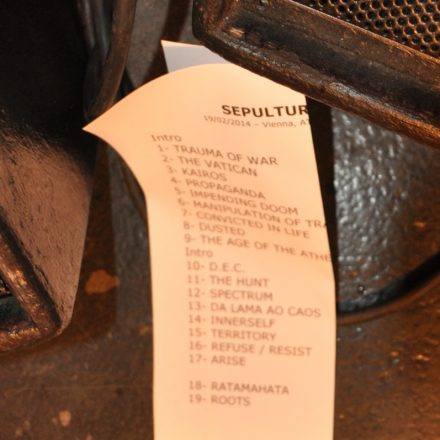 SEPULTUR
19/02/2014 - Vienna, A
Intro
1- TRAUMA OF WAR
2- THE VATICAN
3- KAIROS
4- PROPAGANDA
5- IMPENDING DOOM
6- MANIPULATION OF TRA
7- CONVICTED IN LIFE
8- DUSTED
9- THE AGE OF THE ATHE
Intro
10- D.E.C.
11- THE HUNT
12- SPECTRUM
13- DA LAMA AO CAOS
14- INNERSELF
15- TERRITORY
16- REFUSE / RESIST
17- ARISE
18- RATAMAHATA
19- ROOTS